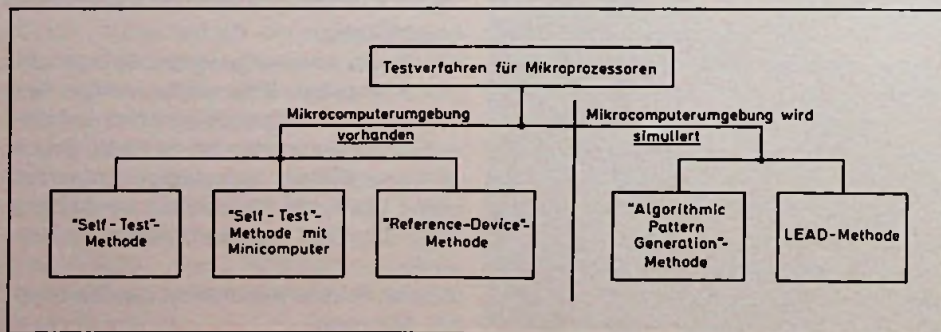 Testverfahren für Mikroprozessoren
Mikrocomputerumgebung
vorhanden
Mikrocomputerumgebung wird
simuliert
"Self-Test"-
Methode
"Self-Test"-
Methode mit
Minicomputer
"Reference-Device"-
Methode
"Algorithmic
Pattern
Generation"-
Methode
LEAD-Methode